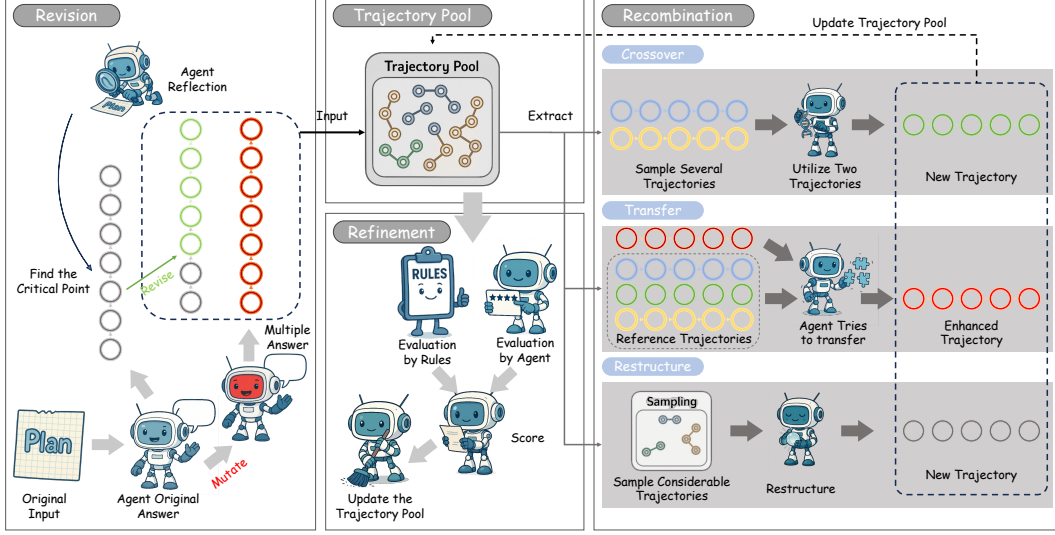 Revision
Agent
Reflection
Plan
Find the
Critical Point
Revise
Multiple
Answer
Plan
Original
Input
Agent Original
Answer
Mutate
Input
Trajectory Pool
Trajectory Pool
Extract
Refinement
RULES
Evaluation
by Rules
Evaluation
by Agent
Score
Update the
Trajectory Pool
Recombination
Update Trajectory Pool
Crossover
Sample Several
Trajectories
Utilize Two
Trajectories
New Trajectory
Transfer
Reference Trajectories
Agent Tries
to transfer
Enhanced
Trajectory
Restructure
Sampling
Sample Considerable
Trajectories
Restructure
New Trajectory